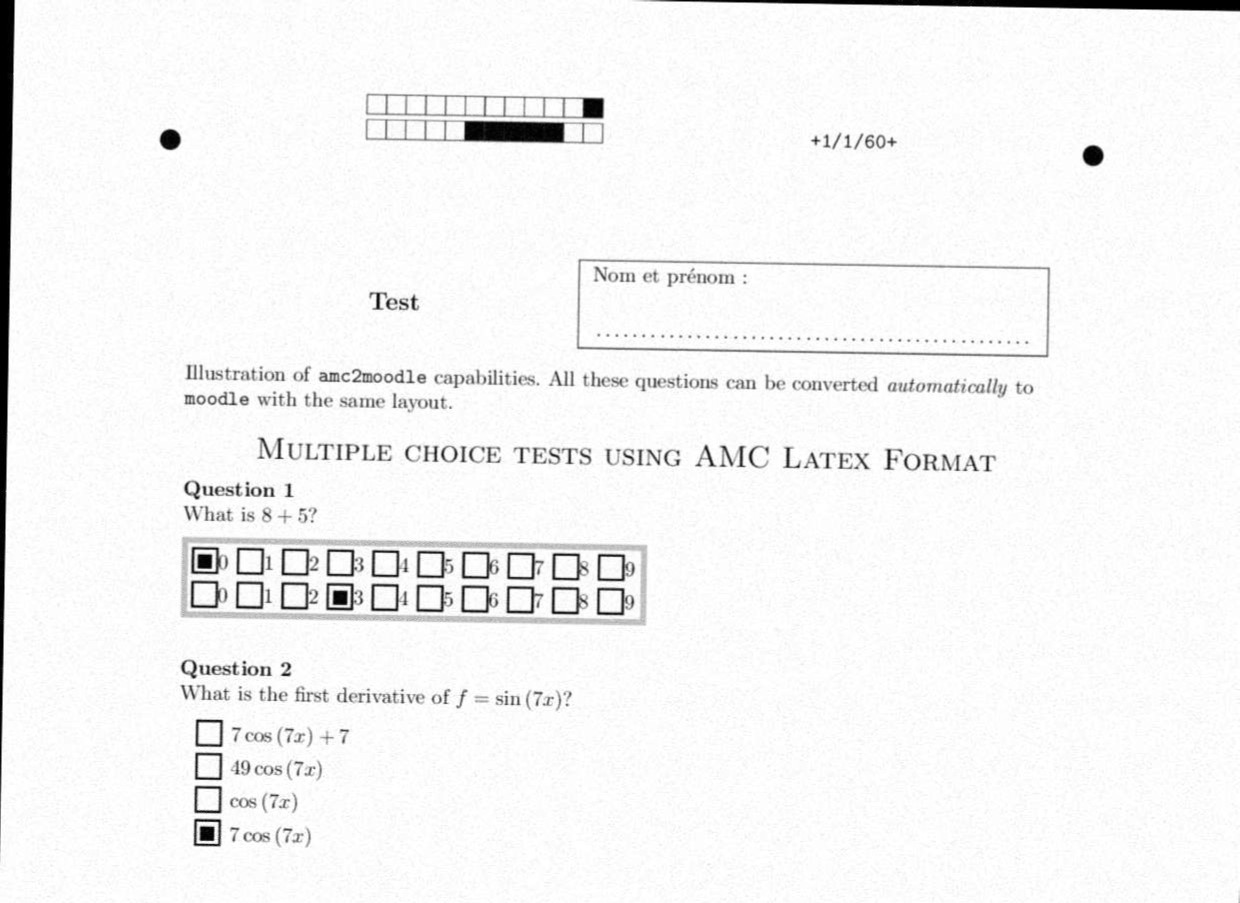 +1/1/60+
Test
Nom et prénom :
Illustration of amc2moodle capabilities. All these questions can be converted automatically to
moodle with the same layout.
MULTIPLE CHOICE TESTS USING AMC LATEX FORMAT
Question 1
What is 8 + 5?
0 1 2 3 4 5 6 7 8 9
0 1 2 3 4 5 6 7 8 9
Question 2
What is the first derivative of f = sin (7x)?
7 cos (7x) + 7
49 cos (7x)
cos (7x)
7 cos (7x)